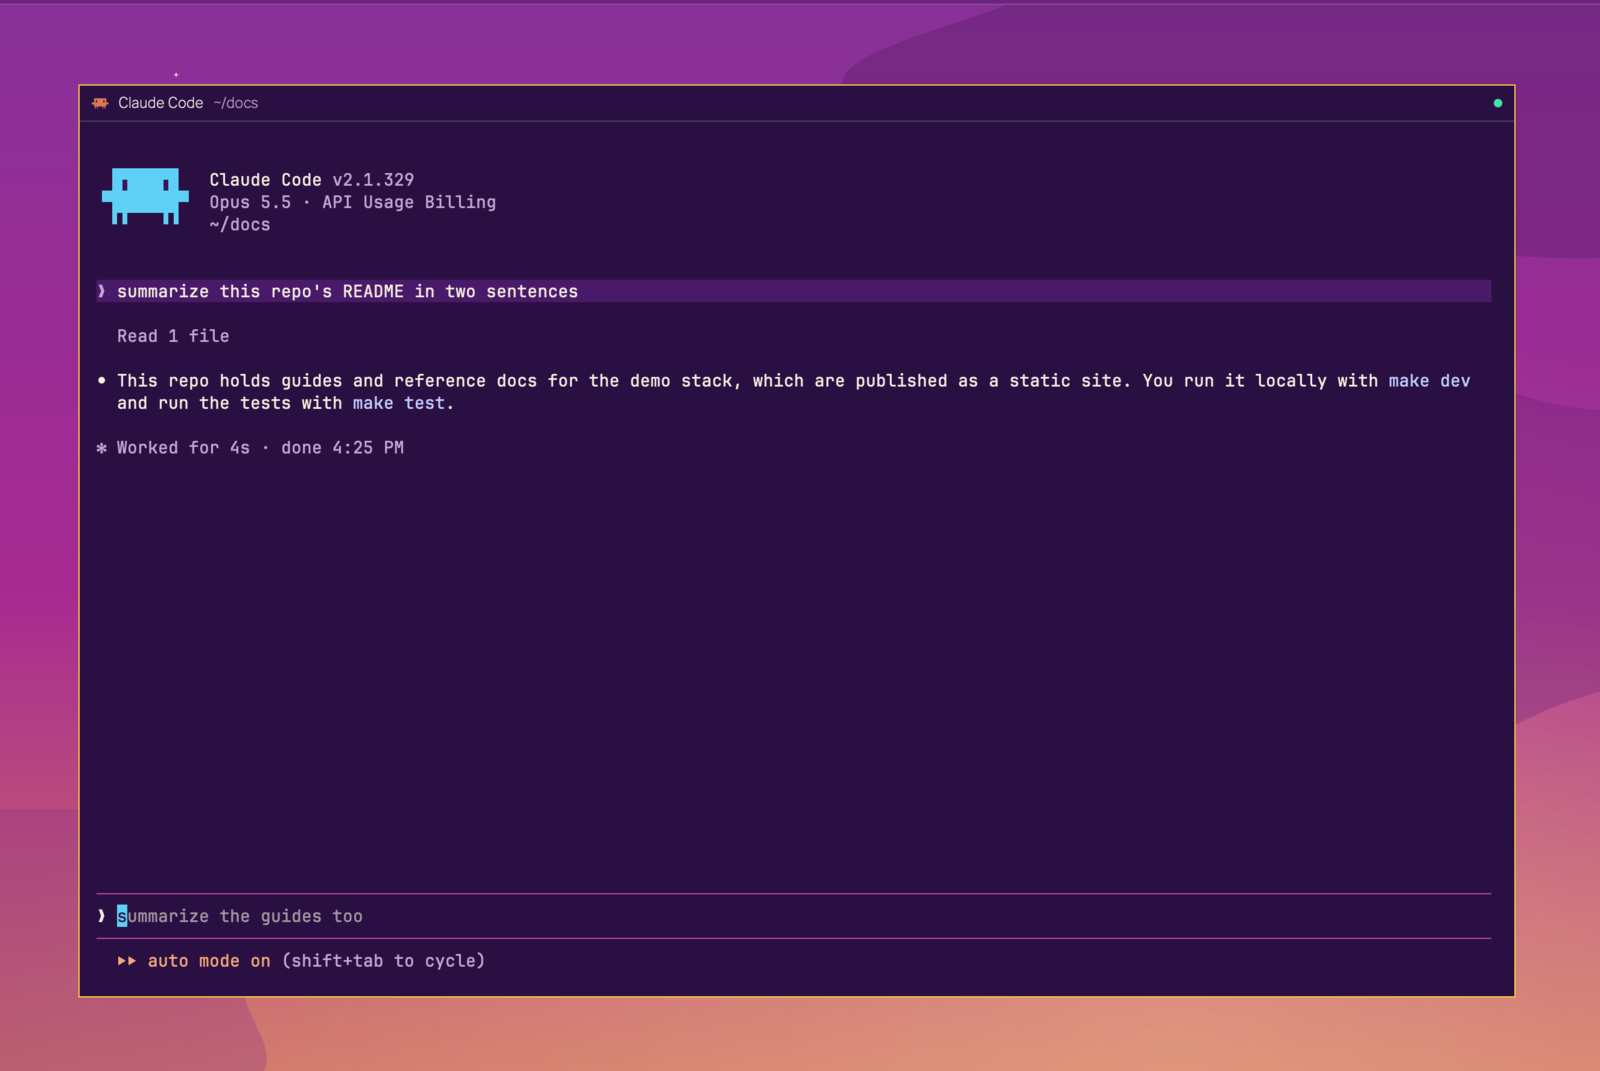 Claude Code ~/docs
Claude Code v2.1.329
Opus 5.5 · API Usage Billing
~/docs
❯ summarize this repo's README in two sentences
Read 1 file
● This repo holds guides and reference docs for the demo stack, which are published as a static site. You run it locally with make dev
and run the tests with make test.
✻ Worked for 4s · done 4:25 PM
❯ summarize the guides too
⏵⏵ auto mode on (shift+tab to cycle)